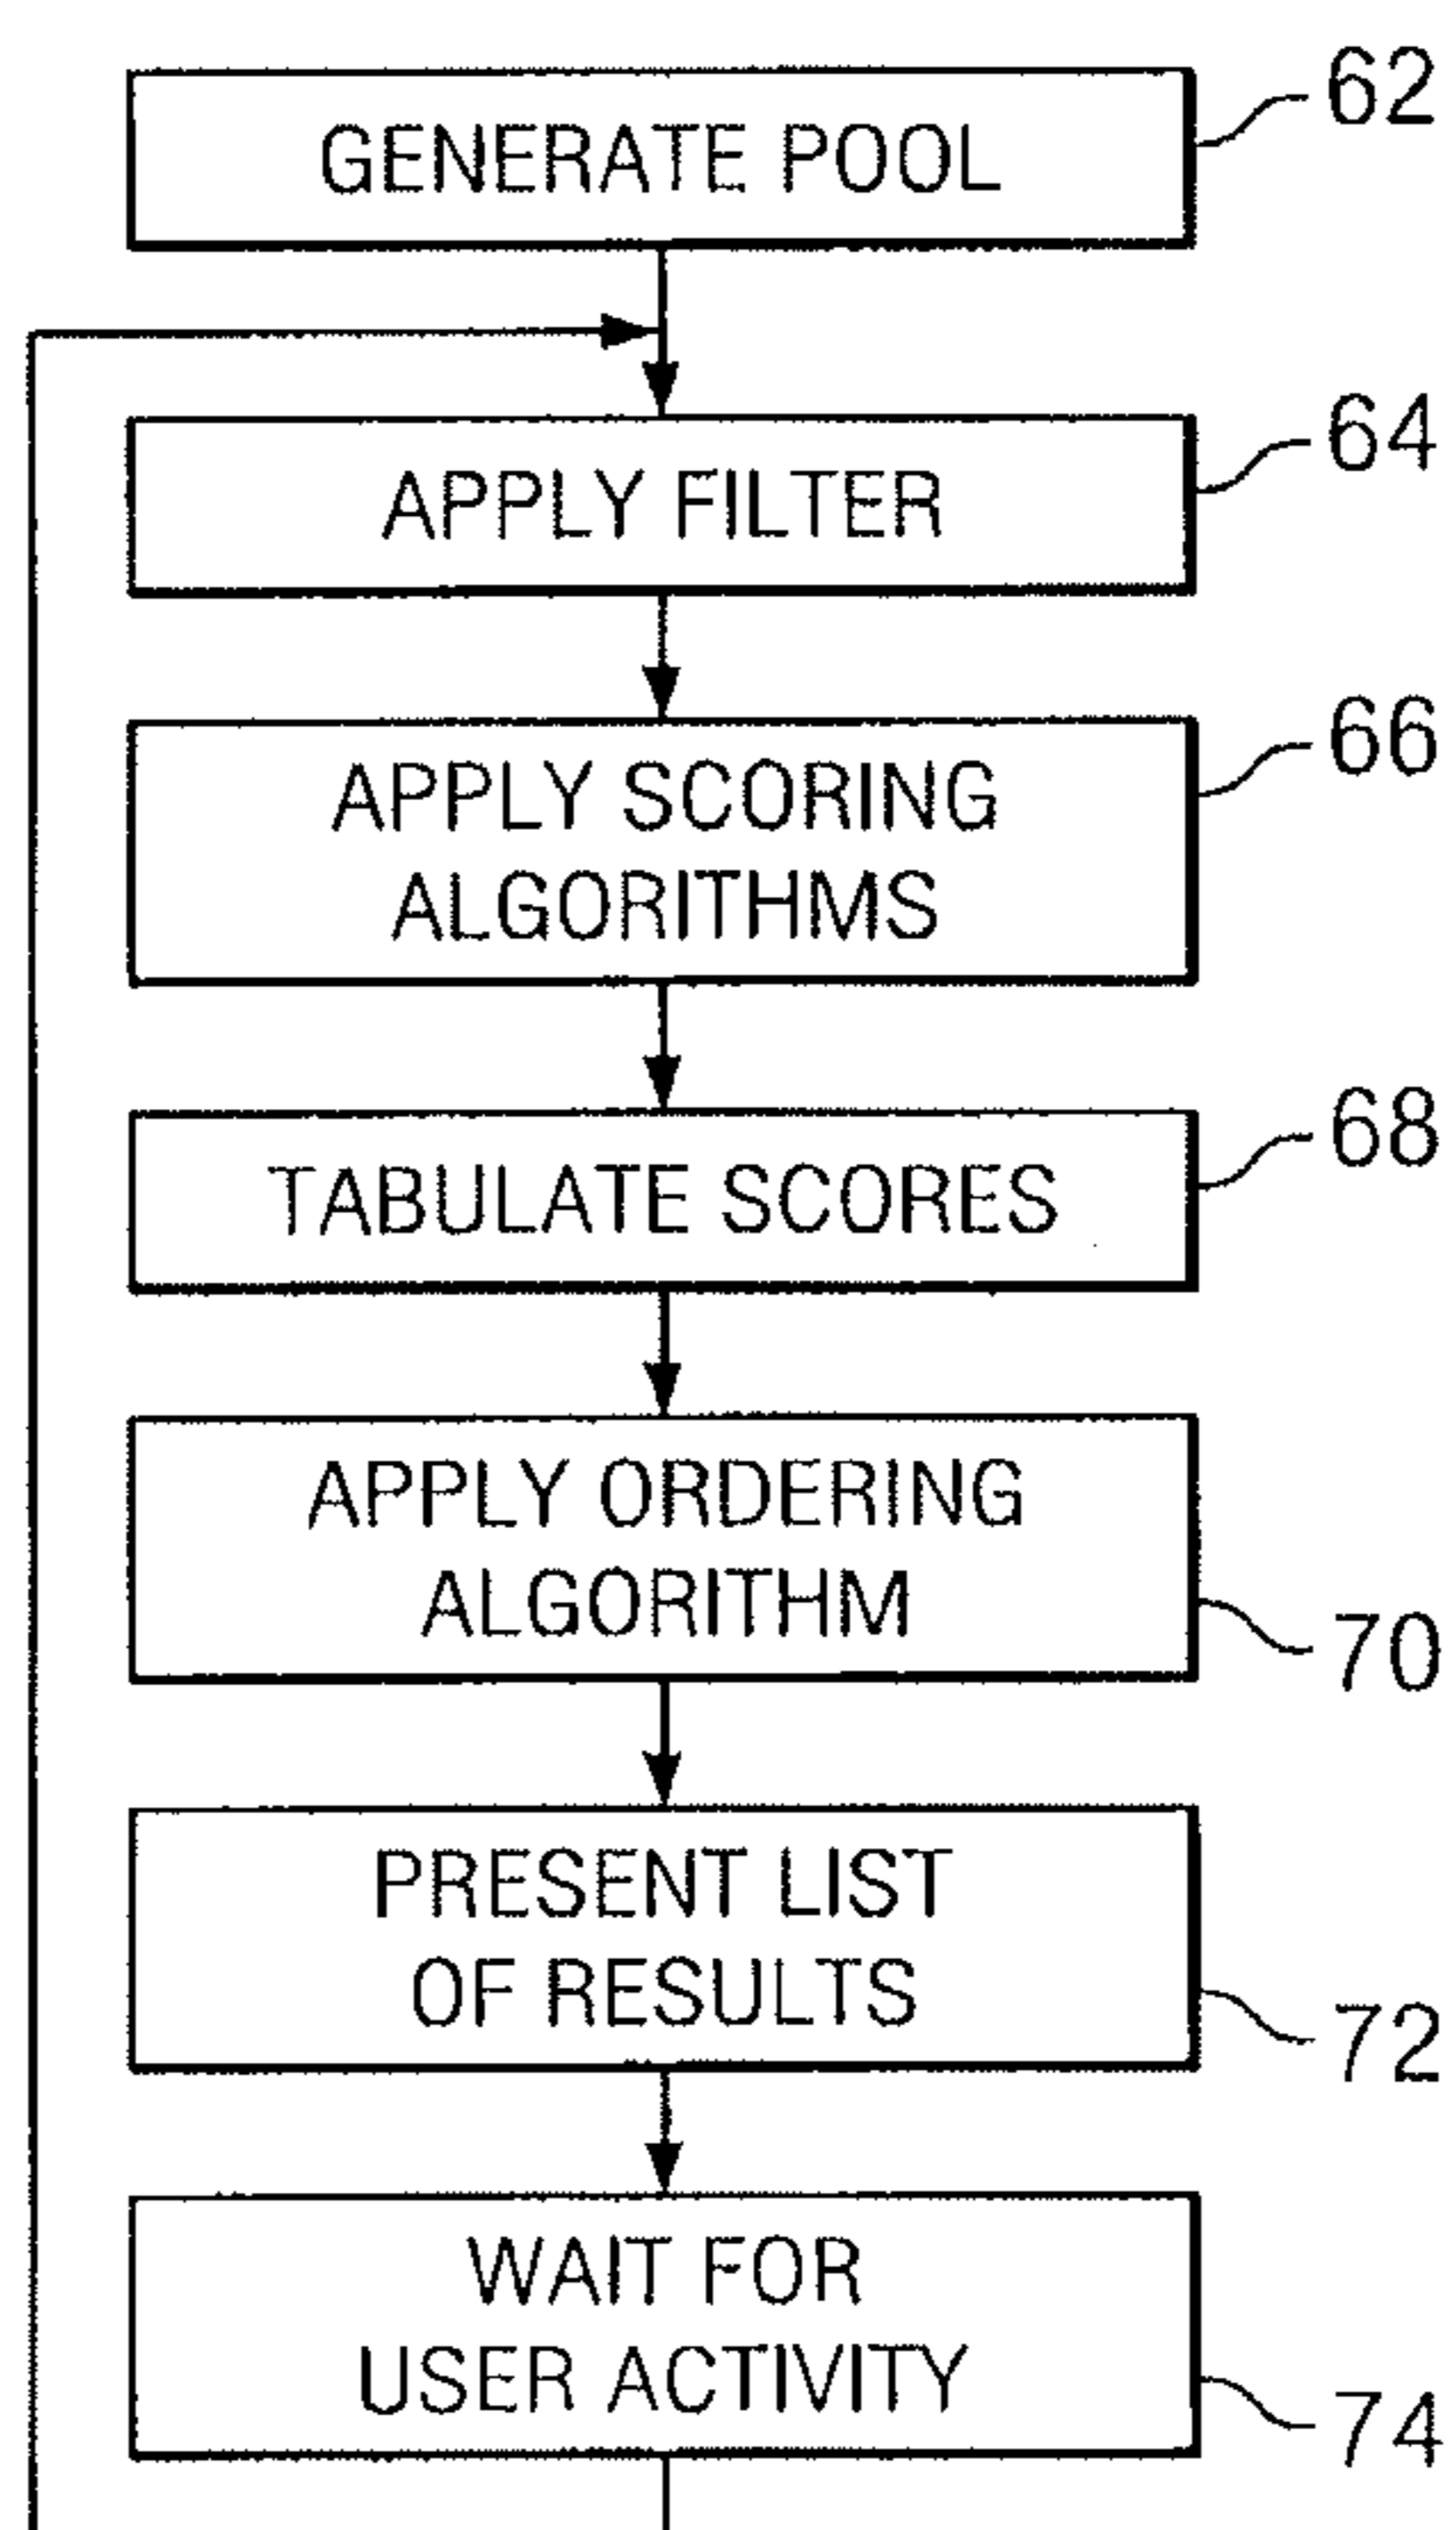 GENERATE POOL
62
APPLY FILTER
64
APPLY SCORING
ALGORITHMS
66
TABULATE SCORES
68
APPLY ORDERING
ALGORITHM
70
PRESENT LIST
OF RESULTS
72
WAIT FOR
USER ACTIVITY
74